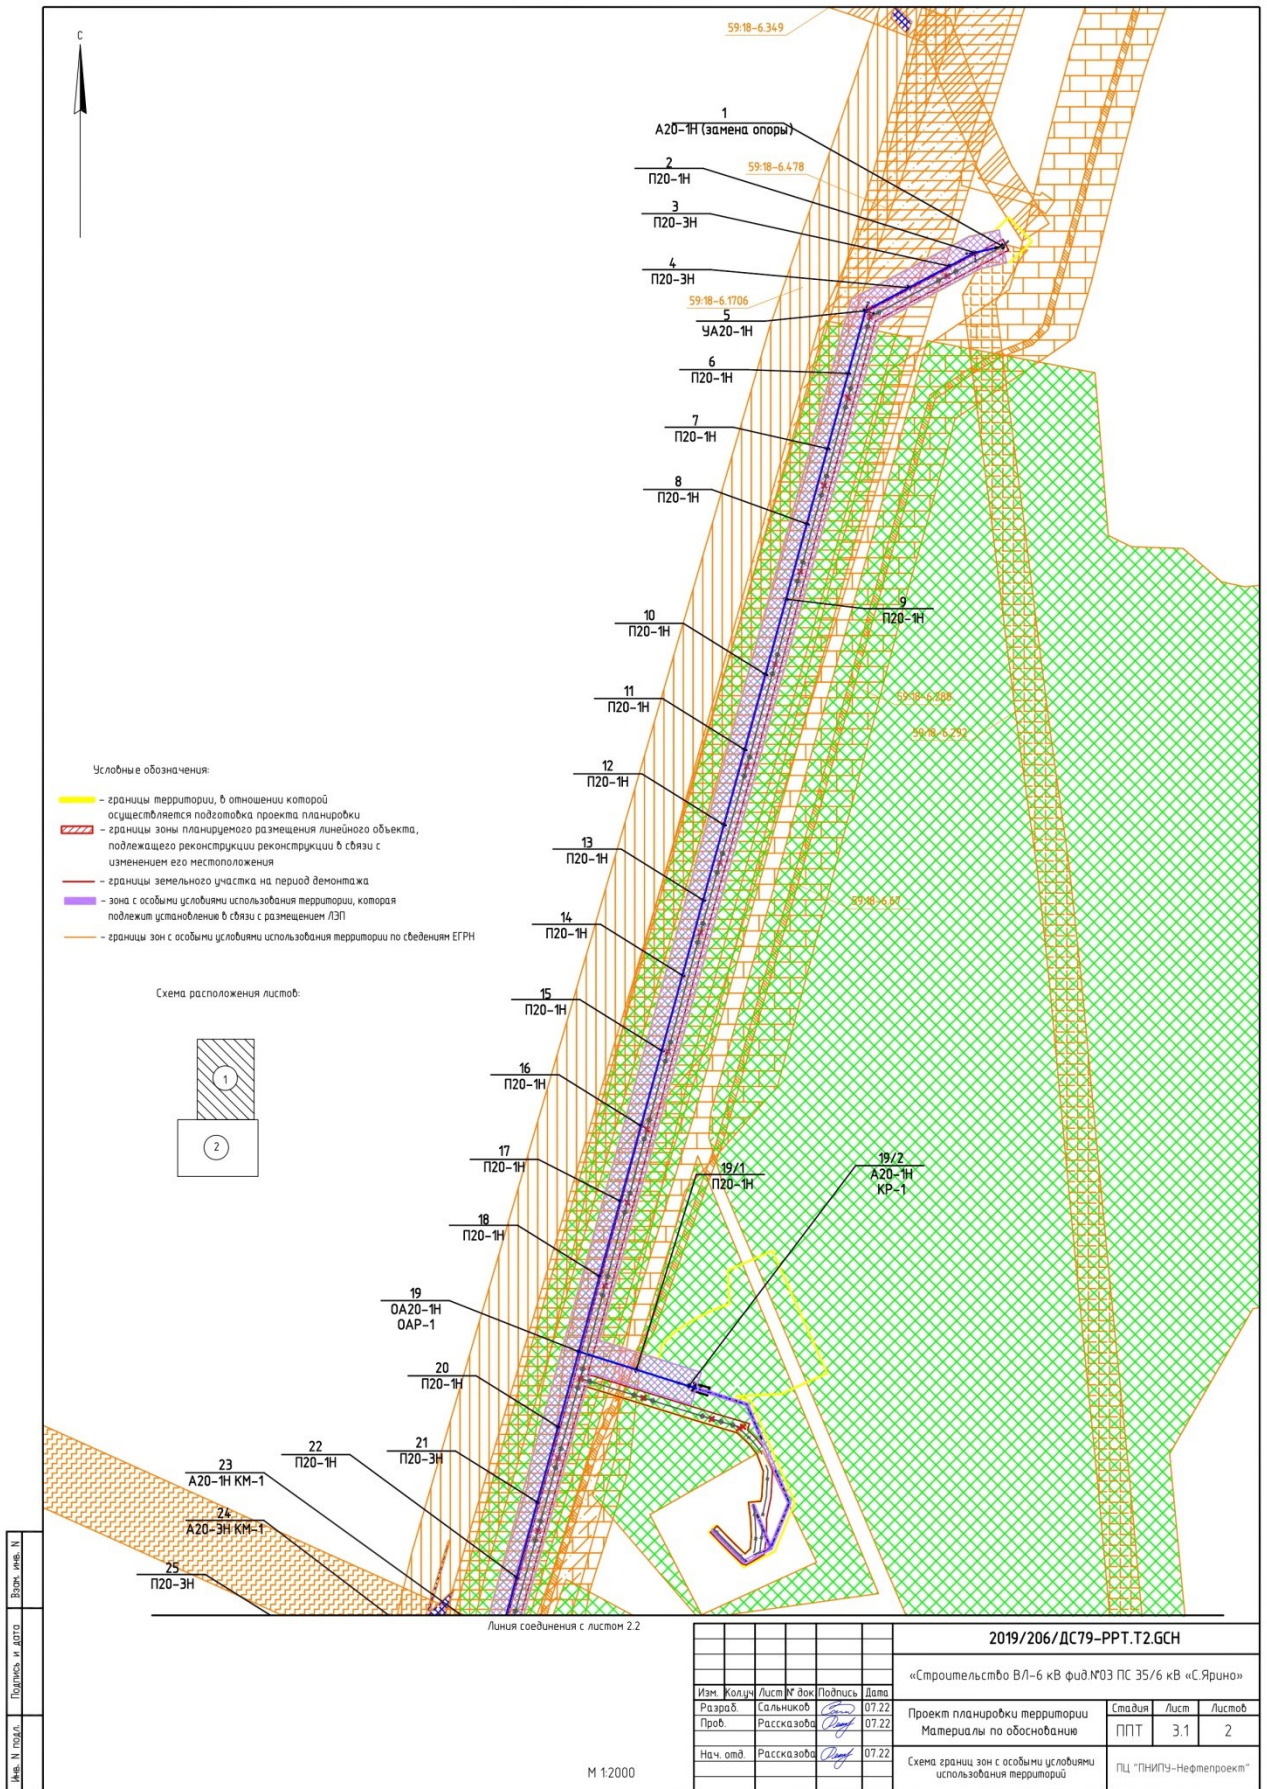 С
59:18-6.349
1
А20-1Н (замена опоры)
2
П20-1Н
59:18-6.478
3
П20-3Н
4
П20-3Н
59:18-6.1706
5
УА20-1Н
6
П20-1Н
7
П20-1Н
8
П20-1Н
9
П20-1Н
10
П20-1Н
11
П20-1Н
59:18-6.288
59:18-6.292
12
П20-1Н
13
П20-1Н
59:18-6.67
14
П20-1Н
15
П20-1Н
16
П20-1Н
17
П20-1Н
19/1
П20-1Н
19/2
А20-1Н
КР-1
18
П20-1Н
19
ОА20-1Н
ОАР-1
20
П20-1Н
21
П20-3Н
22
П20-1Н
23
А20-1Н КМ-1
24
А20-3Н КМ-1
25
П20-3Н
Условные обозначения:
- границы территории, в отношении которой
осуществляется подготовка проекта планировки
- границы зоны планируемого размещения линейного объекта,
подлежащего реконструкции реконструкции в связи с
изменением его местоположения
- границы земельного участка на период демонтажа
- зона с особыми условиями использования территории, которая
подлежит установлению в связи с размещением ЛЭП
- границы зон с особыми условиями использования территории по сведениям ЕГРН
Схема расположения листов:
1
2
Линия соединения с листом 2.2
М 1:2000
Взам. инв. N
Подпись и дата
Инв. N подл.
2019/206/ДС79-PPT.T2.GCH
«Строительство ВЛ-6 кВ фид.№03 ПС 35/6 кВ «С.Ярино»
Изм. Кол.уч Лист № док Подпись Дата
Разраб. Сальников 07.22
Пров. Рассказова 07.22
Нач. отд. Рассказова 07.22
Проект планировки территории
Материалы по обоснованию
Стадия Лист Листов
ППТ 3.1 2
Схема границ зон с особыми условиями
использования территорий
ПЦ "ПНИПУ-Нефтепроект"